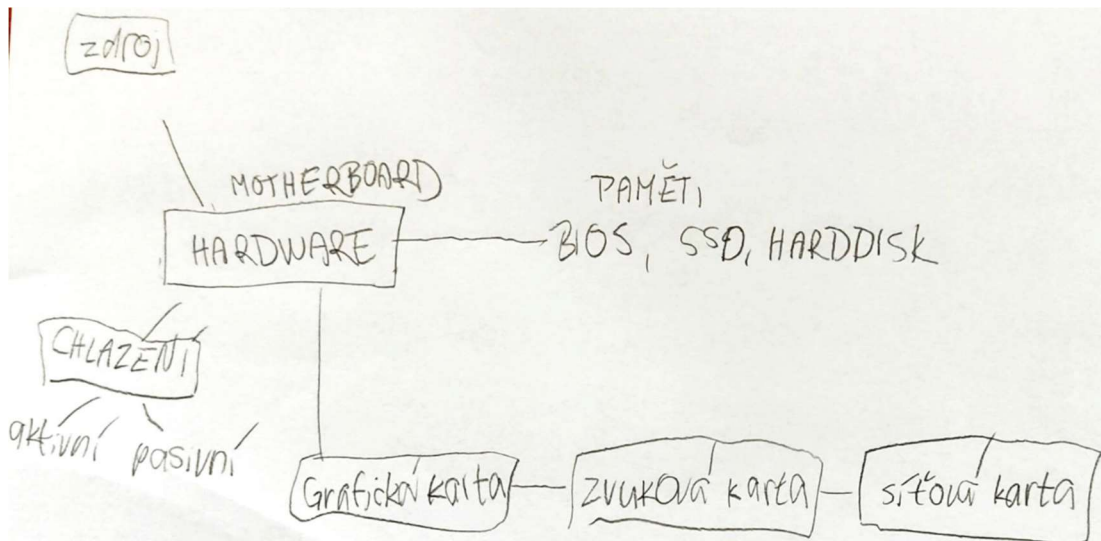 zdroj
MOTHERBOARD
HARDWARE
PAMĚTI
BIOS, SSD, HARDDISK
CHLAZENÍ
aktivní pasivní
Grafická karta
zvuková karta
síťová karta